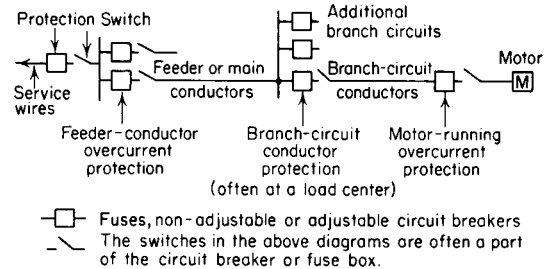 Protection Switch
Additional
branch circuits
Motor
Feeder or main
conductors
Branch-circuit
conductors
M
Service
wires
Feeder-conductor
overcurrent
protection
Branch-circuit
conductor
protection
(often at a load center)
Motor-running
overcurrent
protection
Fuses, non-adjustable or adjustable circuit breakers
The switches in the above diagrams are often a part
of the circuit breaker or fuse box.